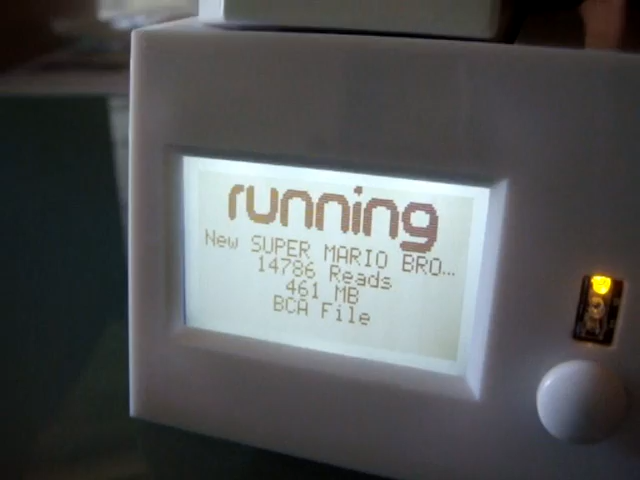 running
New SUPER MARIO BRO...
14786 Reads
461 MB
BCA File